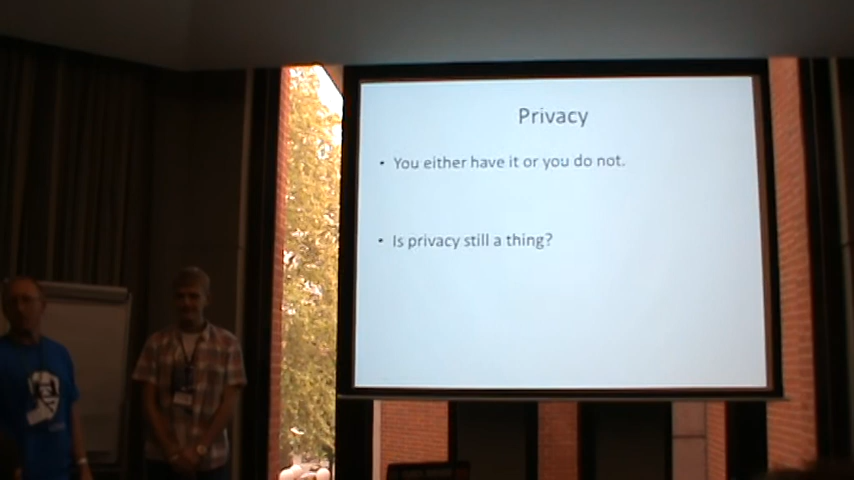 Privacy
• You either have it or you do not.
• Is privacy still a thing?